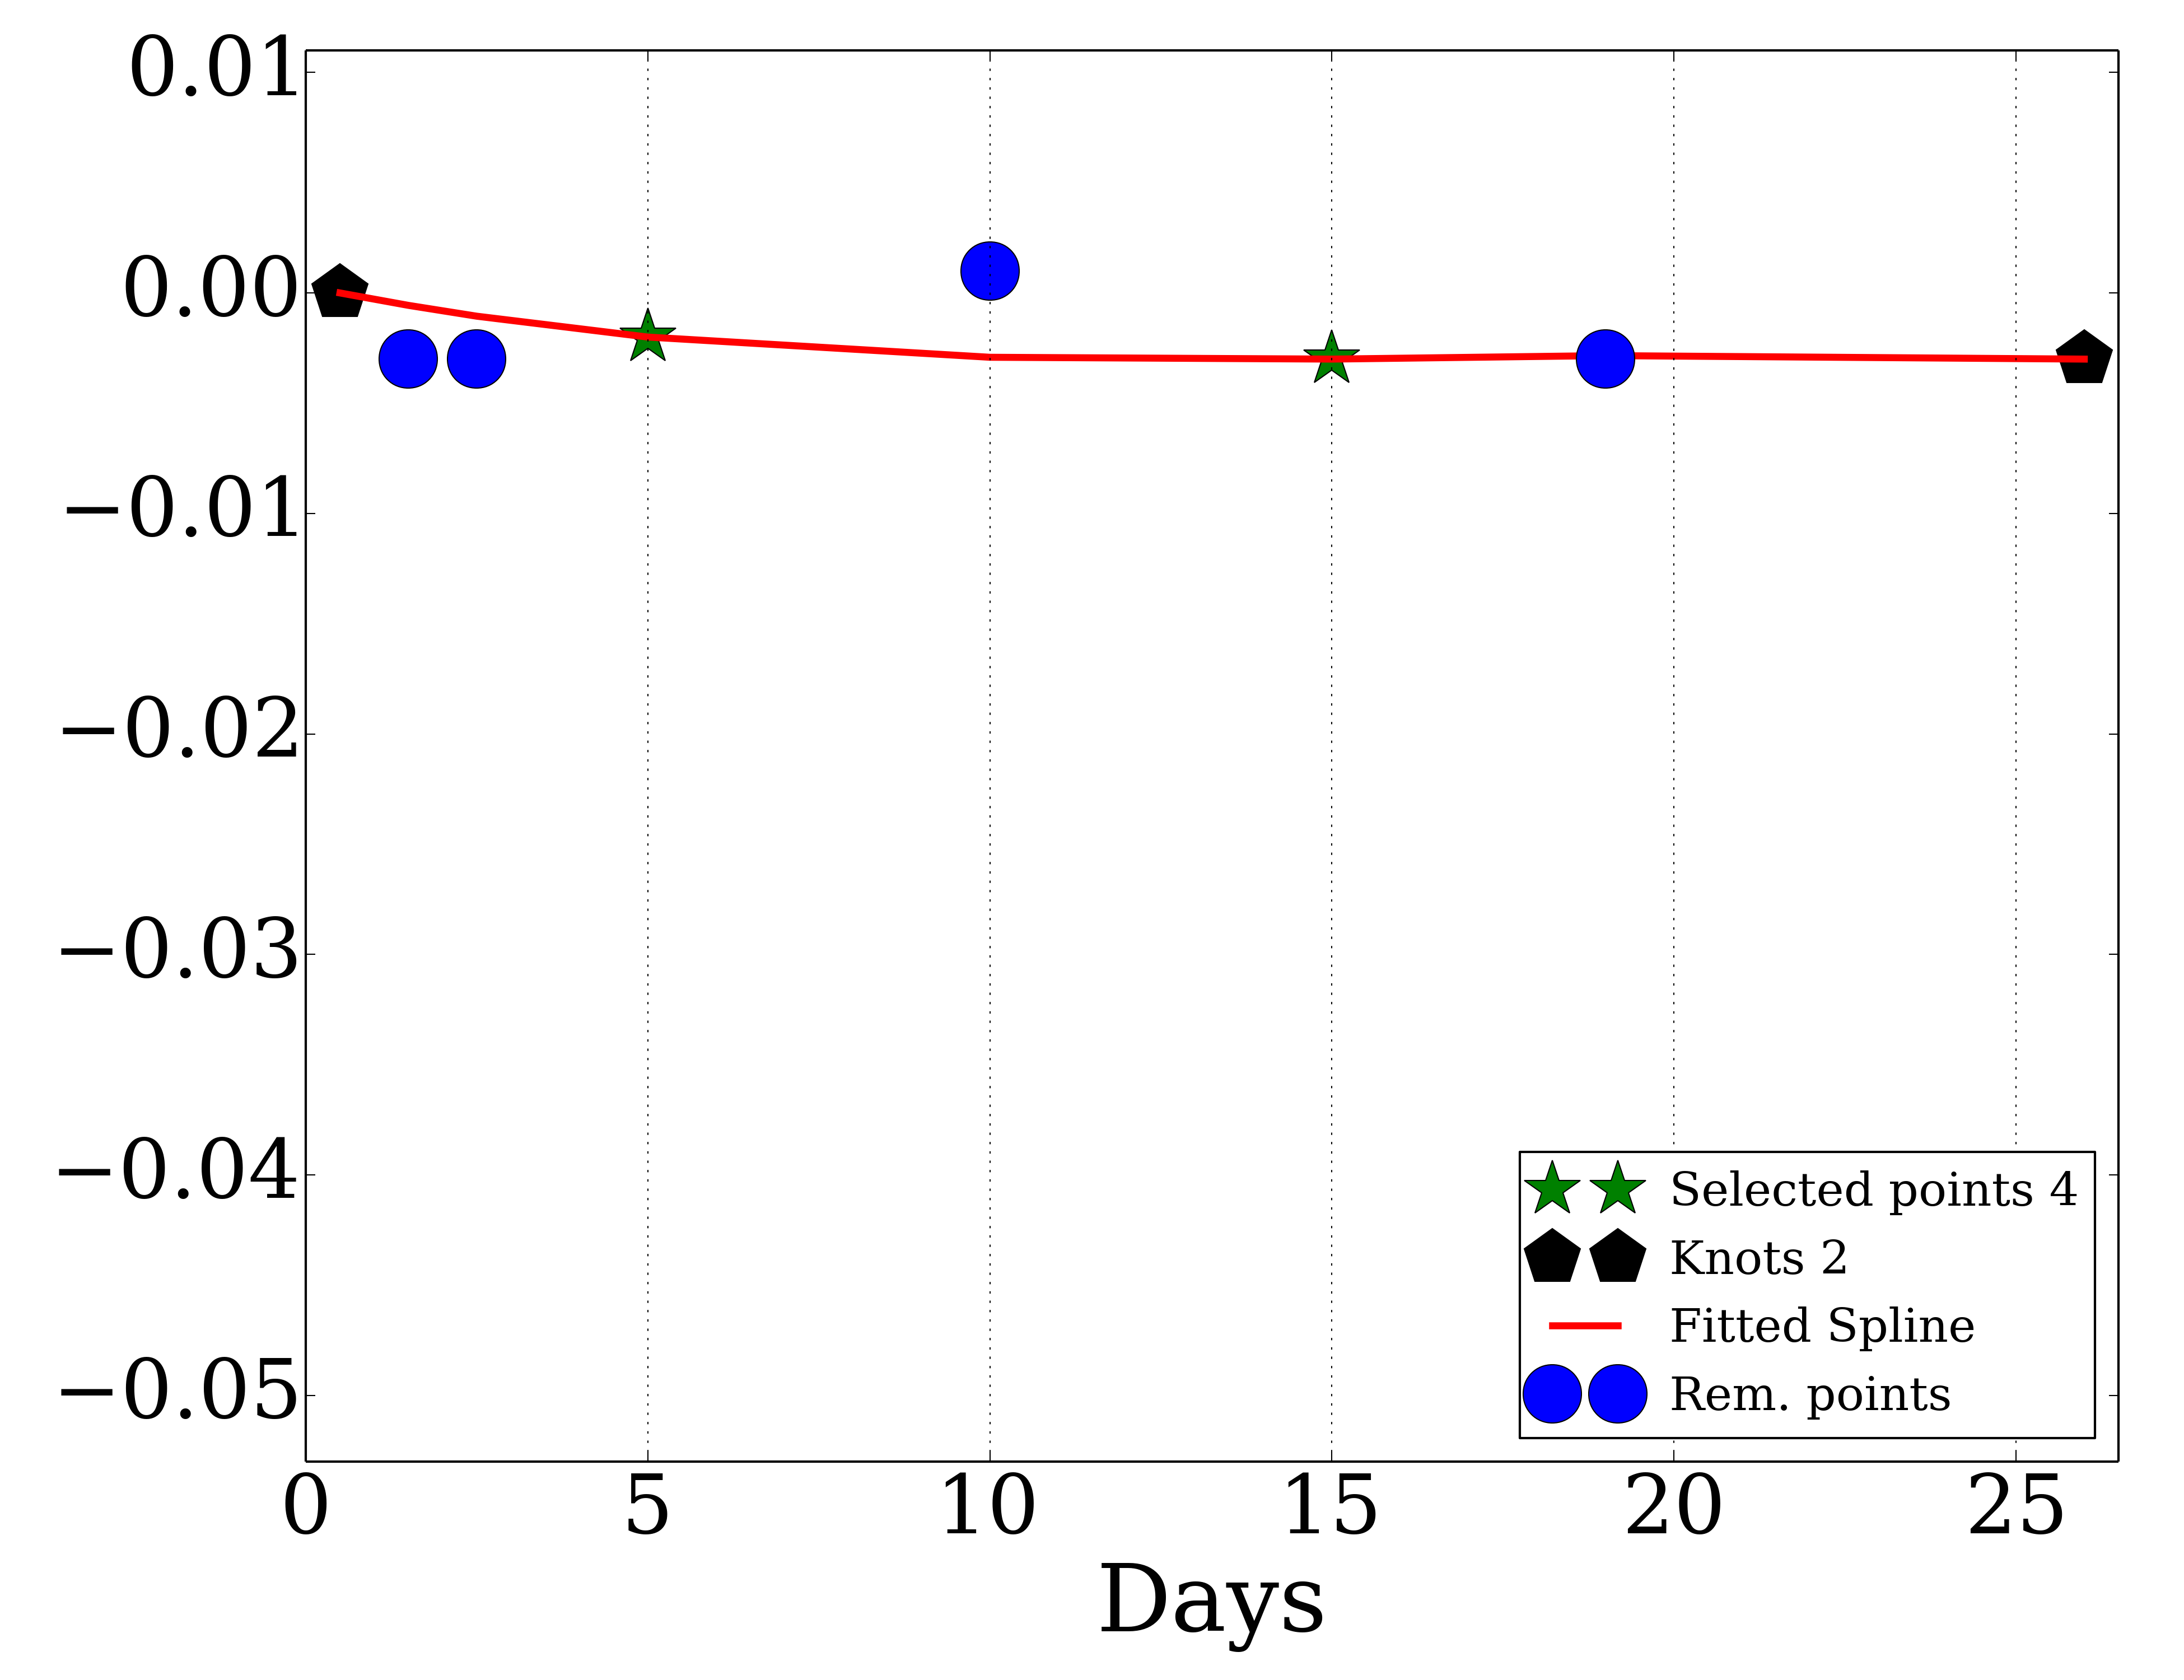 0.01
0.00
−0.01
−0.02
−0.03
−0.04
−0.05
Selected points 4
Knots 2
Fitted Spline
Rem. points
0 5 10 15 20 25
Days